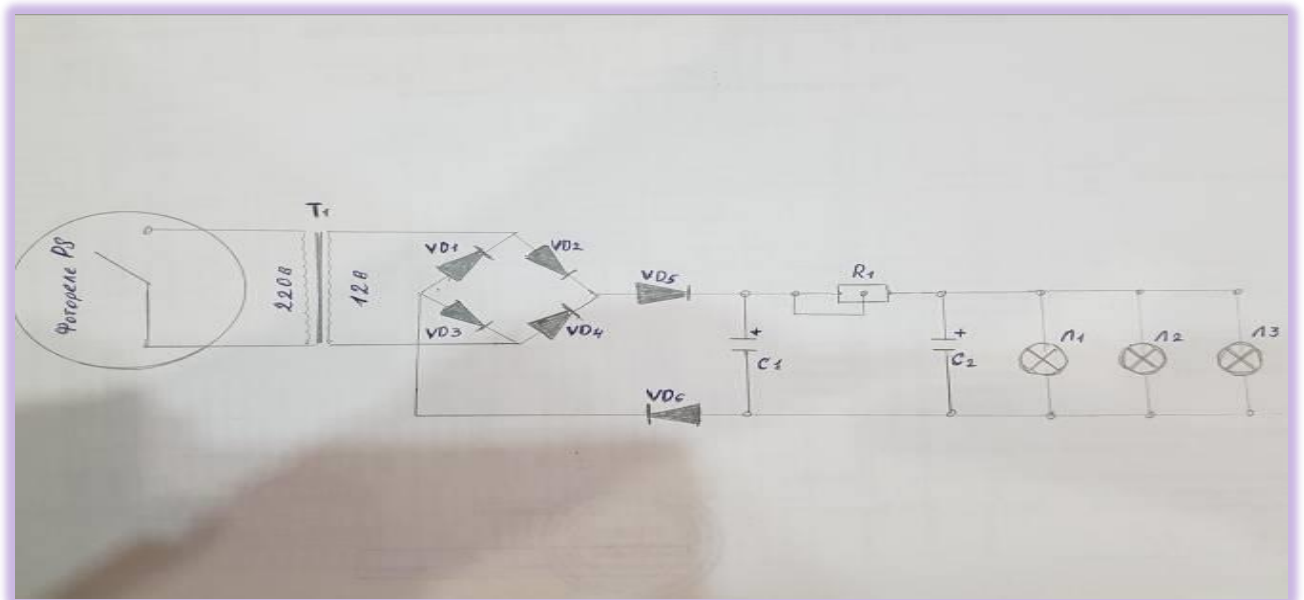 Фотореле PS
T1
220В
12В
VD1
VD2
VD3
VD4
VD5
VD6
+
C1
R1
+
C2
Л1
Л2
Л3